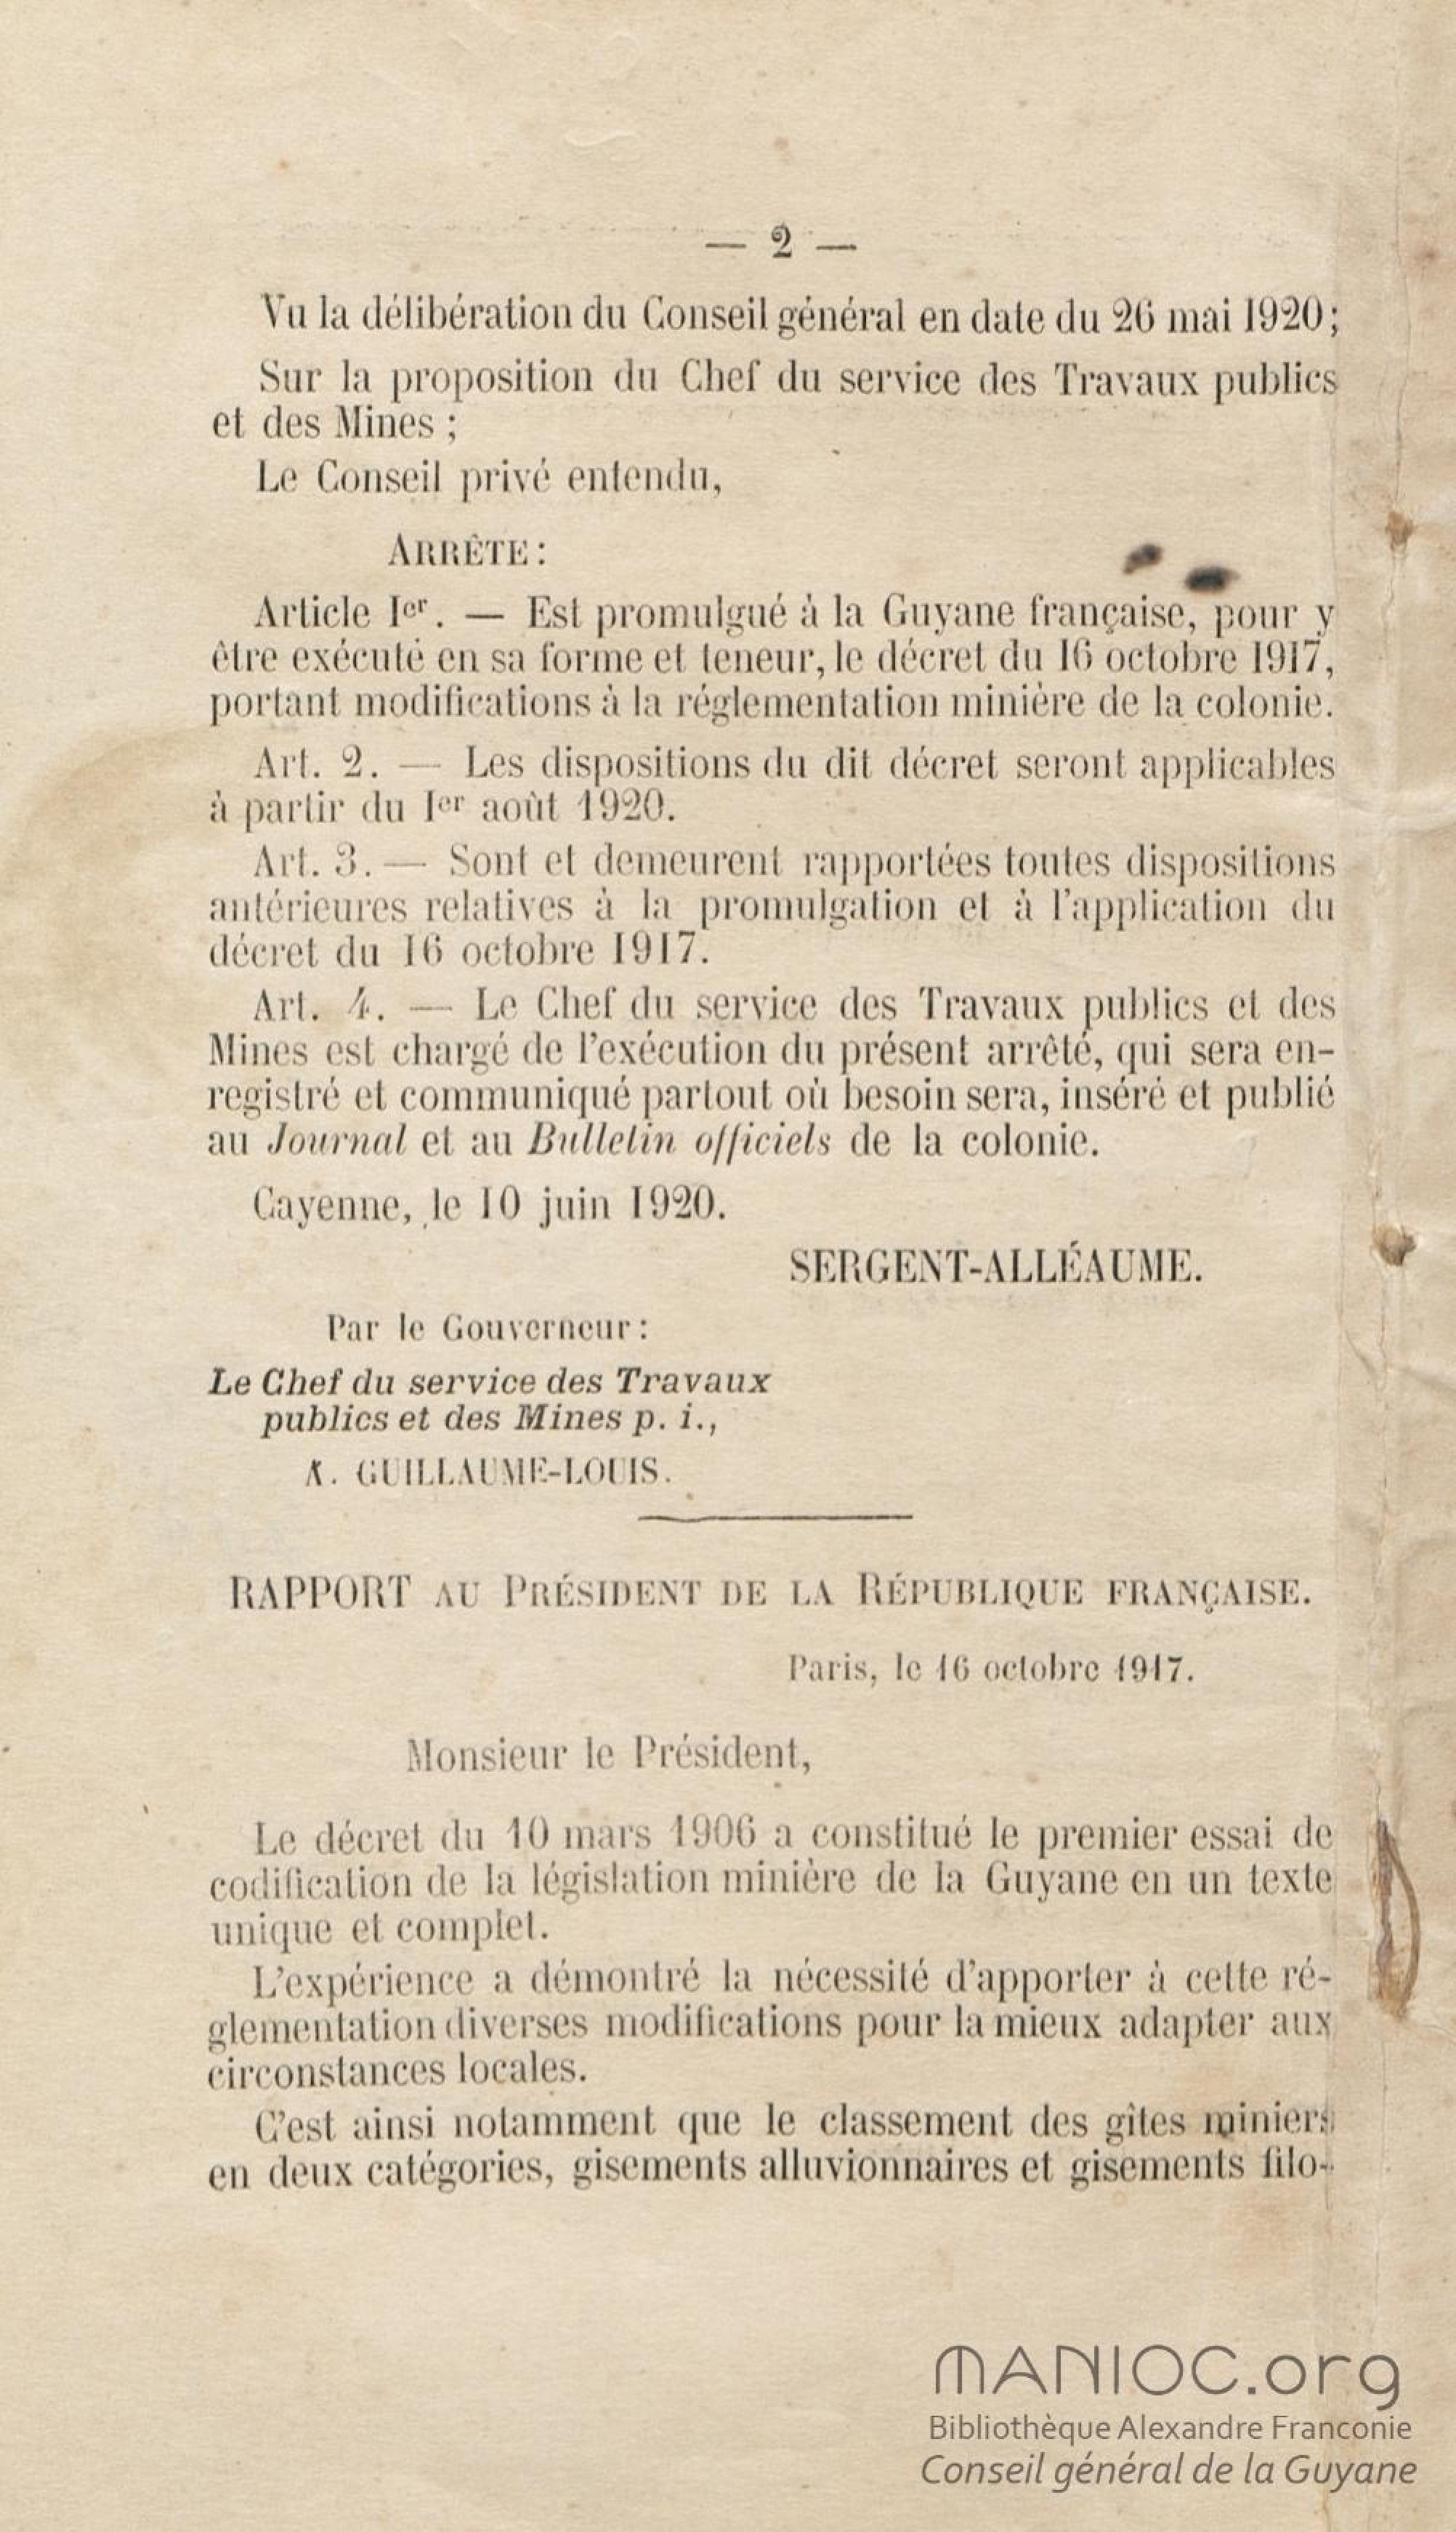 — 2 —
Vu la délibération du Conseil général en date du 26 mai 1920;
Sur la proposition du Chef du service des Travaux publics
et des Mines ;
Le Conseil privé entendu,
ARRÊTE :
Article Ier. — Est promulgué à la Guyane française, pour y
être exécuté en sa forme et teneur, le décret du 16 octobre 1917,
portant modifications à la réglementation minière de la colonie.
Art. 2. — Les dispositions du dit décret seront applicables
à partir du Ier août 1920.
Art. 3. — Sont et demeurent rapportées toutes dispositions
antérieures relatives à la promulgation et à l'application du
décret du 16 octobre 1917.
Art. 4. — Le Chef du service des Travaux publics et des
Mines est chargé de l'exécution du présent arrêté, qui sera en-
registré et communiqué partout où besoin sera, inséré et publié
au Journal et au Bulletin officiels de la colonie.
Cayenne, le 10 juin 1920.
SERGENT-ALLÉAUME.
Par le Gouverneur :
Le Chef du service des Travaux
publics et des Mines p. i.,
A. GUILLAUME-LOUIS.
RAPPORT AU PRÉSIDENT DE LA RÉPUBLIQUE FRANÇAISE.
Paris, le 16 octobre 1917.
Monsieur le Président,
Le décret du 10 mars 1906 a constitué le premier essai de
codification de la législation minière de la Guyane en un texte
unique et complet.
L'expérience a démontré la nécessité d'apporter à cette ré-
glementation diverses modifications pour la mieux adapter aux
circonstances locales.
C'est ainsi notamment que le classement des gîtes miniers
en deux catégories, gisements alluvionnaires et gisements filo-
MANIOC.org
Bibliothèque Alexandre Franconie
Conseil général de la Guyane